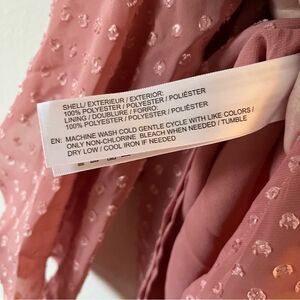 SHELL/ EXTERIEUR / EXTERIOR:
100% POLYESTER / POLYESTER / POLIÉSTER
LINING / DOUBLURE / FORRO:
100% POLYESTER / POLYESTER / POLIÉSTER
EN: MACHINE WASH COLD GENTLE CYCLE WITH LIKE COLORS /
ONLY NON-CHLORINE BLEACH WHEN NEEDED / TUMBLE
DRY LOW / COOL IRON IF NEEDED